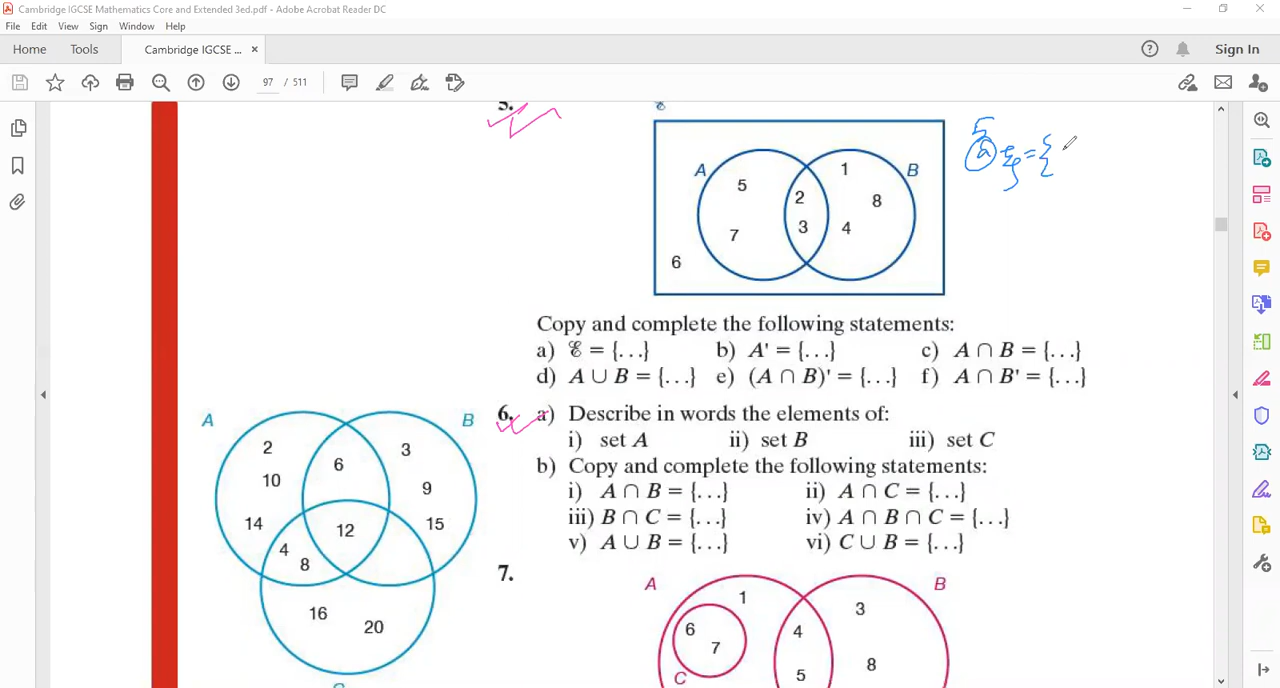 Cambridge IGCSE Mathematics Core and Extended 3ed.pdf - Adobe Acrobat Reader DC
File Edit View Sign Window Help
Home Tools Cambridge IGCSE ... × Sign In
97 / 511
5. ℰ
5
a) ℰ = {
A B
5 1
2 8
3 4
7
6
Copy and complete the following statements:
a) ℰ = {...} b) A' = {...} c) A ∩ B = {...}
d) A ∪ B = {...} e) (A ∩ B)' = {...} f) A ∩ B' = {...}
6. a) Describe in words the elements of:
i) set A ii) set B iii) set C
b) Copy and complete the following statements:
i) A ∩ B = {...} ii) A ∩ C = {...}
iii) B ∩ C = {...} iv) A ∩ B ∩ C = {...}
v) A ∪ B = {...} vi) C ∪ B = {...}
A B
2 6 3
10 9
14 12 15
4
8
16 20
7.
A B
1 3
6 4
7 8
C 5